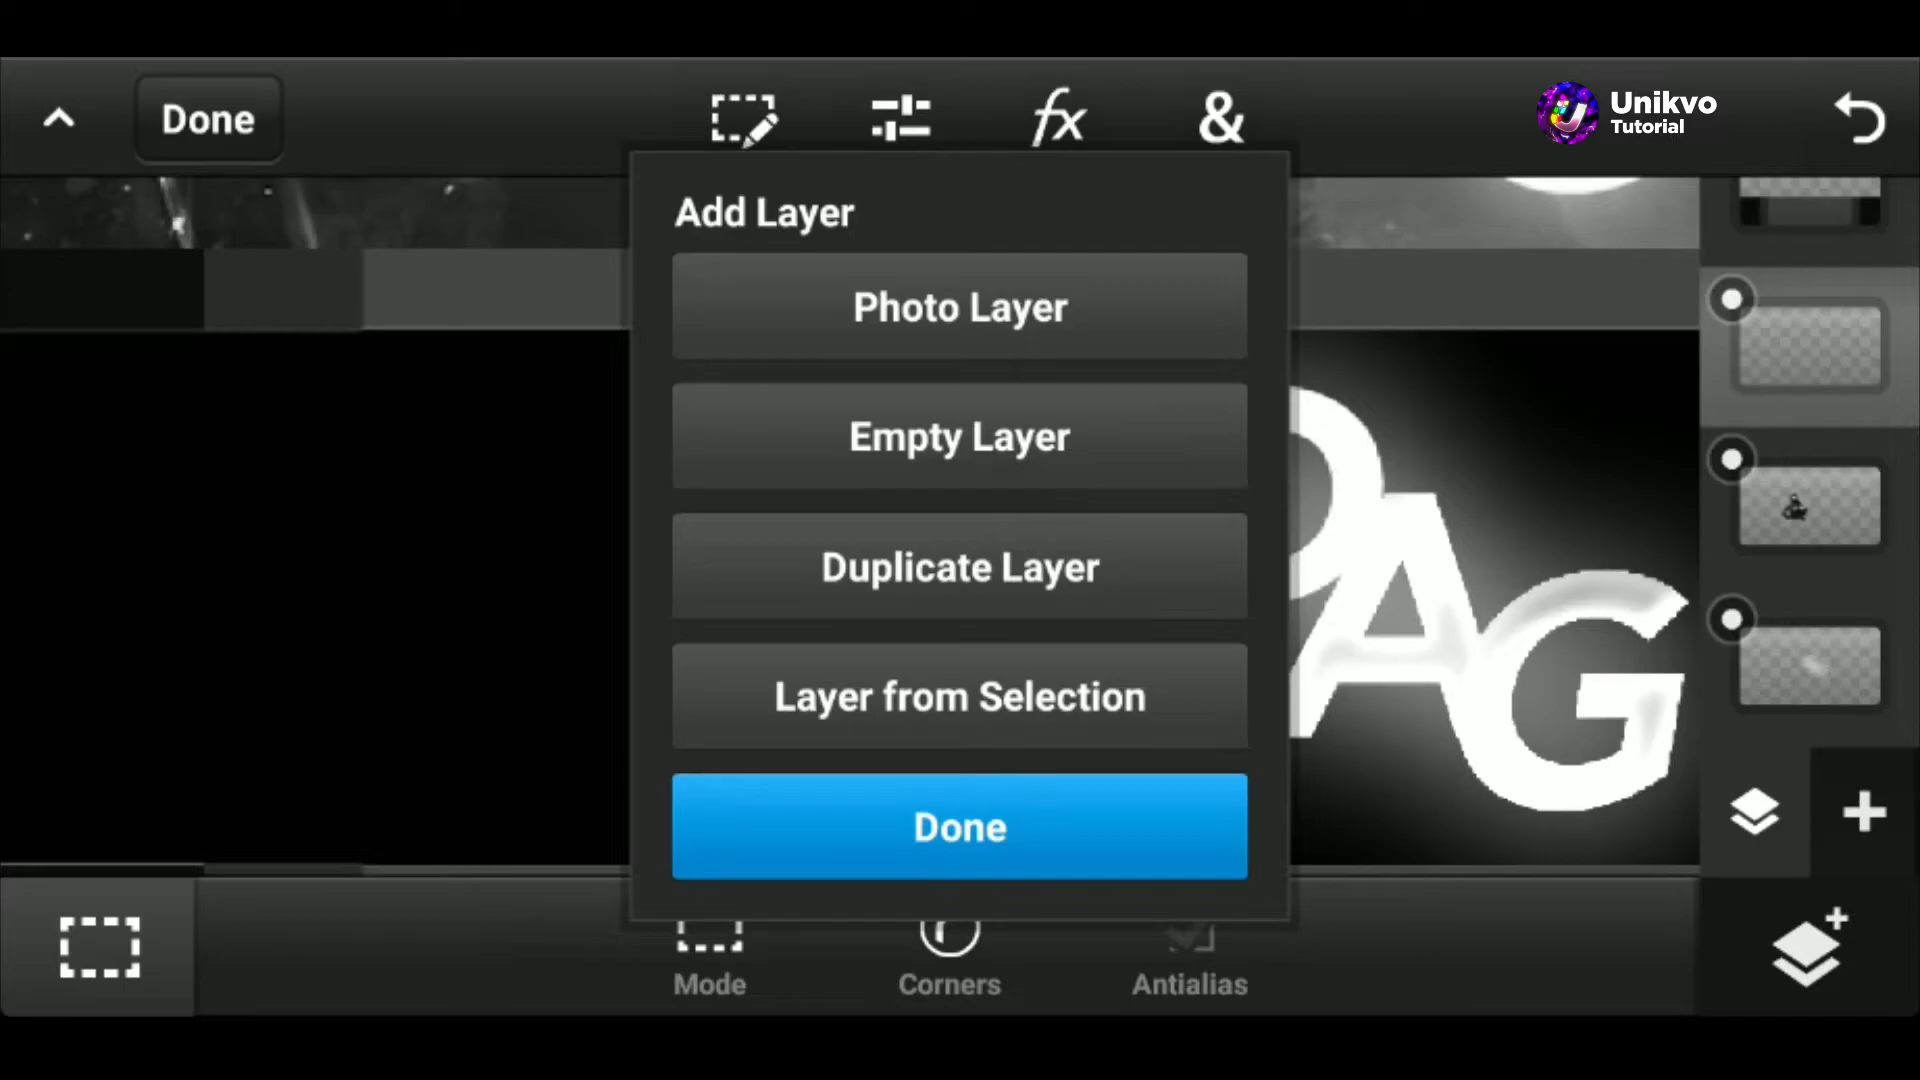 Done
fx
&
Unikvo
Tutorial
Add Layer
Photo Layer
Empty Layer
Duplicate Layer
Layer from Selection
Done
AG
Mode
Corners
Antialias